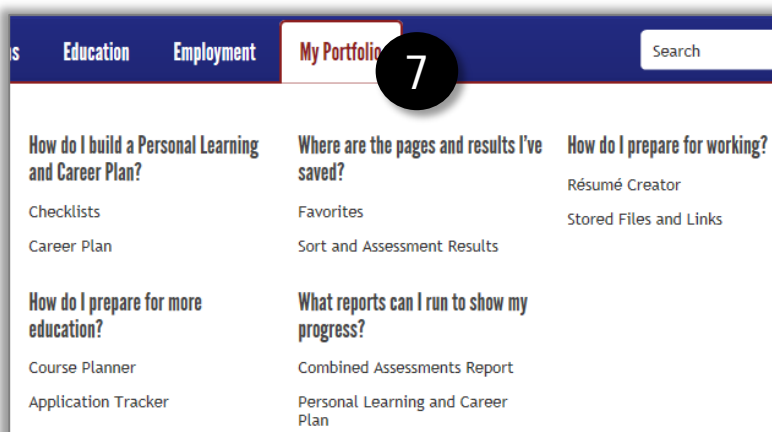 s Education Employment My Portfolio 7 Search
How do I build a Personal Learning
and Career Plan?
Checklists
Career Plan
How do I prepare for more
education?
Course Planner
Application Tracker
Where are the pages and results I've
saved?
Favorites
Sort and Assessment Results
What reports can I run to show my
progress?
Combined Assessments Report
Personal Learning and Career
Plan
How do I prepare for working?
Résumé Creator
Stored Files and Links